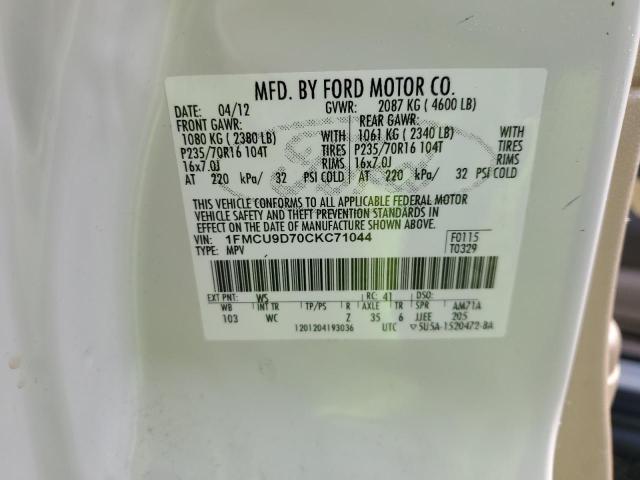 MFD. BY FORD MOTOR CO.
DATE: 04/12 GVWR: 2087 KG ( 4600 LB)
FRONT GAWR: REAR GAWR:
1080 KG ( 2380 LB) WITH 1061 KG ( 2340 LB) WITH
P235/70R16 104T TIRES P235/70R16 104T TIRES
16x7.0J RIMS 16x7.0J RIMS
AT 220 kPa/ 32 PSI COLD AT 220 kPa/ 32 PSI COLD
THIS VEHICLE CONFORMS TO ALL APPLICABLE FEDERAL MOTOR
VEHICLE SAFETY AND THEFT PREVENTION STANDARDS IN
EFFECT ON THE DATE OF MANUFACTURE SHOWN ABOVE.
VIN: 1FMCU9D70CKC71044 F0115
TYPE: MPV T0329
EXT PNT: WS RC: 41 DSO:
WB INT TR TP/PS R AXLE TR SPR AM71A
103 WC Z 35 6 JJEE 205
1201204193036 UTC 5U5A-1520472-BA
Ford